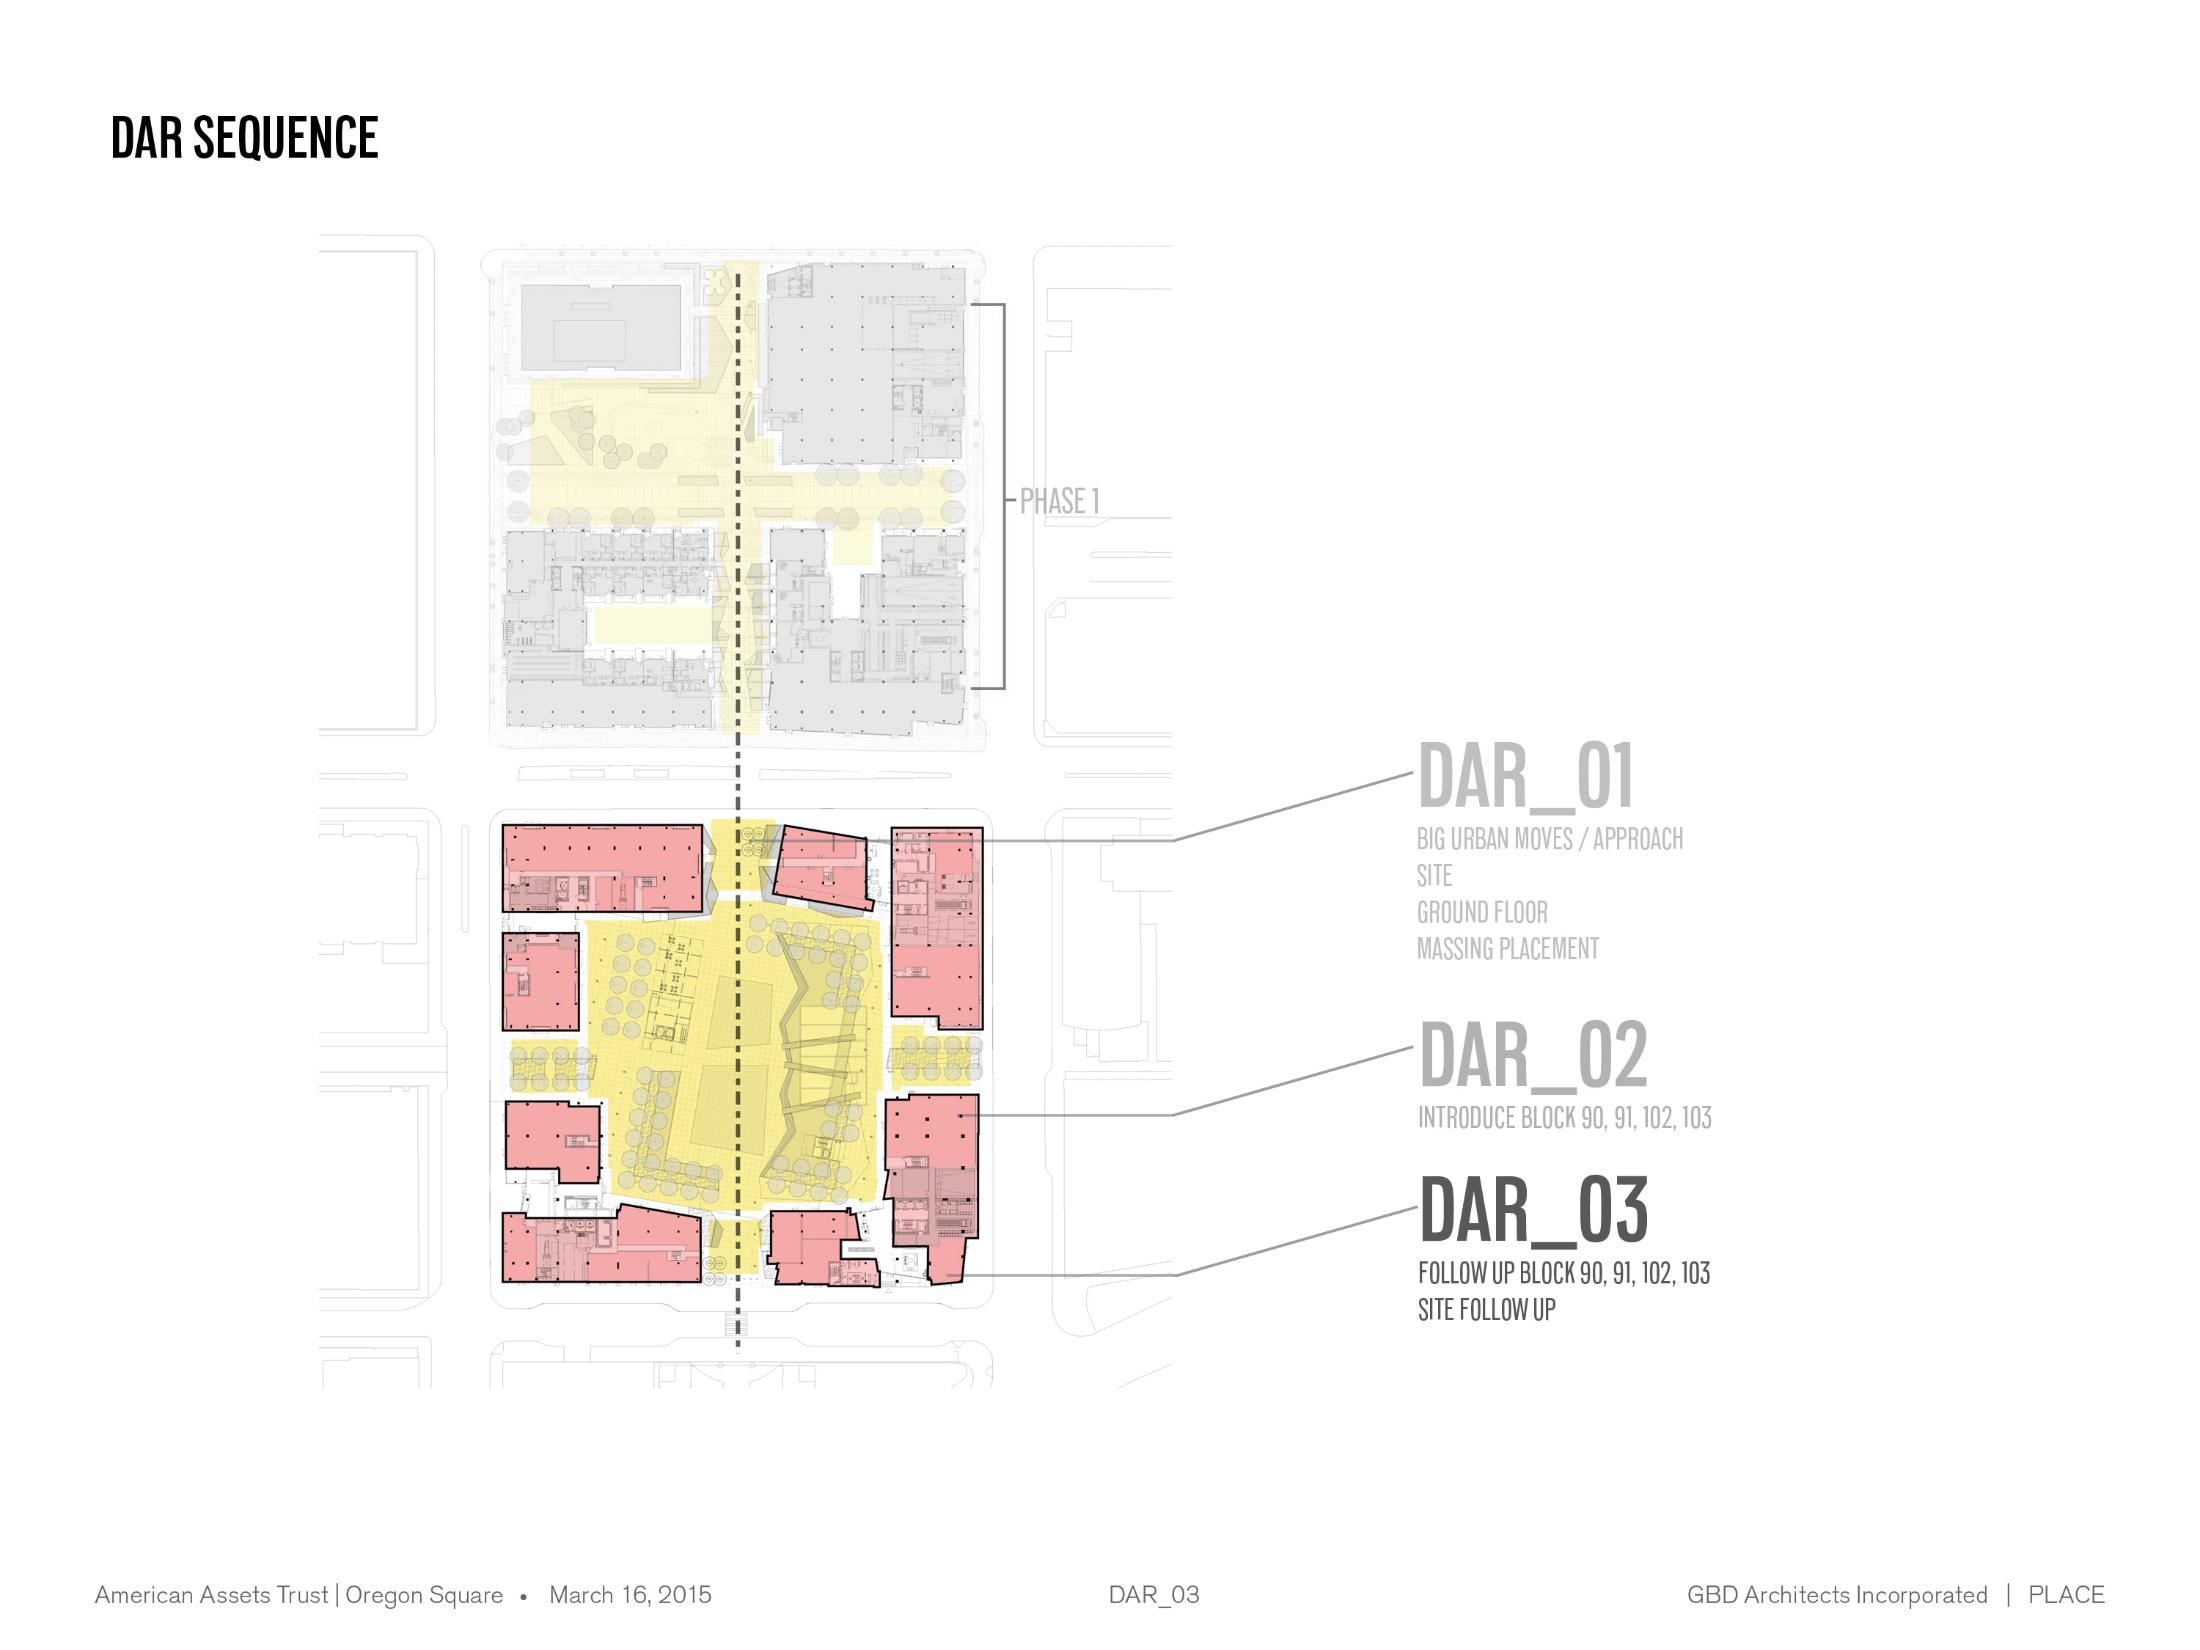 DAR SEQUENCE
PHASE 1
DAR_01
BIG URBAN MOVES / APPROACH
SITE
GROUND FLOOR
MASSING PLACEMENT
DAR_02
INTRODUCE BLOCK 90, 91, 102, 103
DAR_03
FOLLOW UP BLOCK 90, 91, 102, 103
SITE FOLLOW UP
American Assets Trust | Oregon Square • March 16, 2015
DAR_03
GBD Architects Incorporated | PLACE